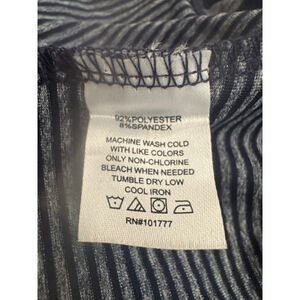 92%POLYESTER
8%SPANDEX
MACHINE WASH COLD
WITH LIKE COLORS
ONLY NON-CHLORINE
BLEACH WHEN NEEDED
TUMBLE DRY LOW
COOL IRON
RN#101777